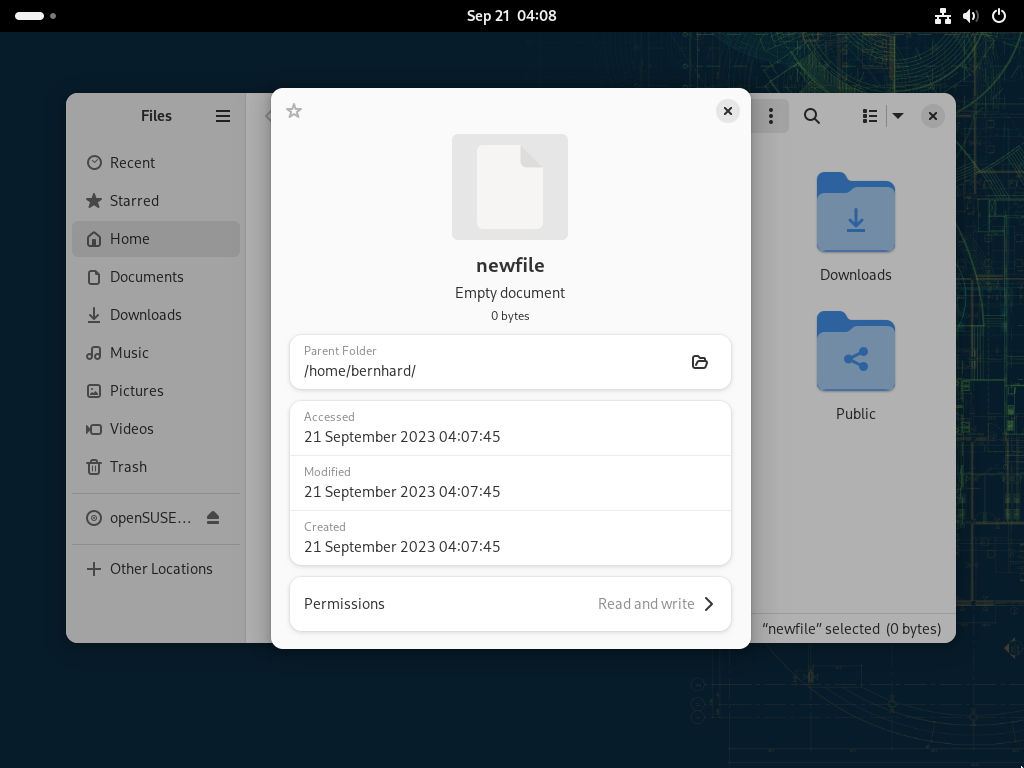 Sep 21 04:08
Files
Recent
Starred
Home
Documents
Downloads
Music
Pictures
Videos
Trash
openSUSE…
Other Locations
newfile
Empty document
0 bytes
Parent Folder
/home/bernhard/
Accessed
21 September 2023 04:07:45
Modified
21 September 2023 04:07:45
Created
21 September 2023 04:07:45
Permissions
Read and write
Downloads
Public
“newfile” selected (0 bytes)